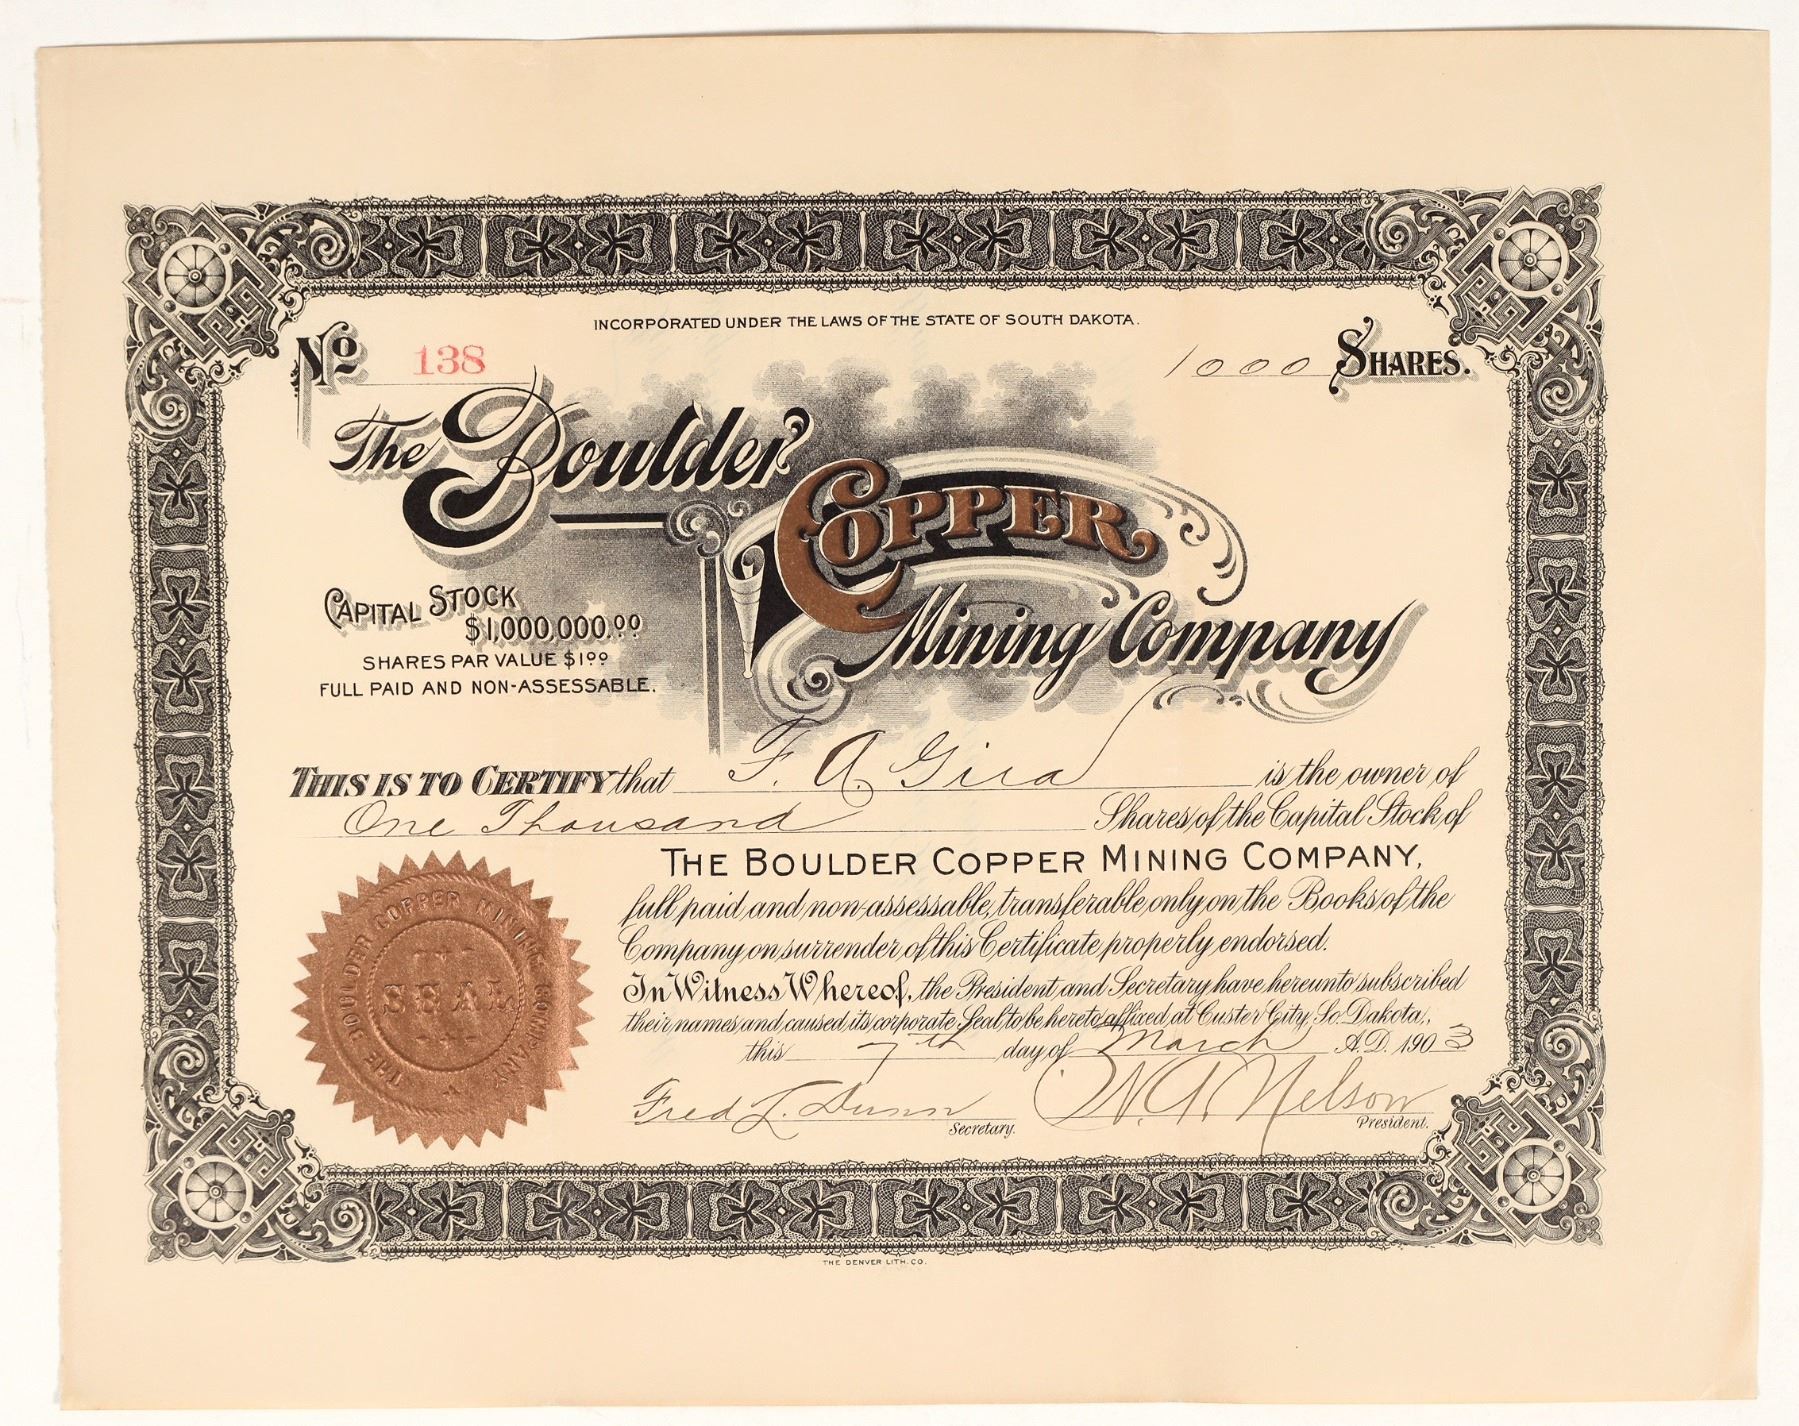 INCORPORATED UNDER THE LAWS OF THE STATE OF SOUTH DAKOTA.
No 138
1000 SHARES.
The Boulder
COPPER
Mining Company
CAPITAL STOCK
$1,000,000.00
SHARES PAR VALUE $1.00
FULL PAID AND NON-ASSESSABLE.
THIS IS TO CERTIFY that F. A. Gira is the owner of
One Thousand Shares of the Capital Stock of
THE BOULDER COPPER MINING COMPANY,
full paid and non-assessable, transferable only on the Books of the
Company on surrender of this Certificate properly endorsed.
In Witness Whereof, the President and Secretary have hereunto subscribed
their names and caused its corporate Seal to be hereto affixed at Custer City, So. Dakota,
this 7th day of March A.D. 1903
Fred L. Dunn
Secretary.
N. A. Nelson
President.
THE BOULDER COPPER MINING COMPANY
SEAL
THE DENVER LITH. CO.